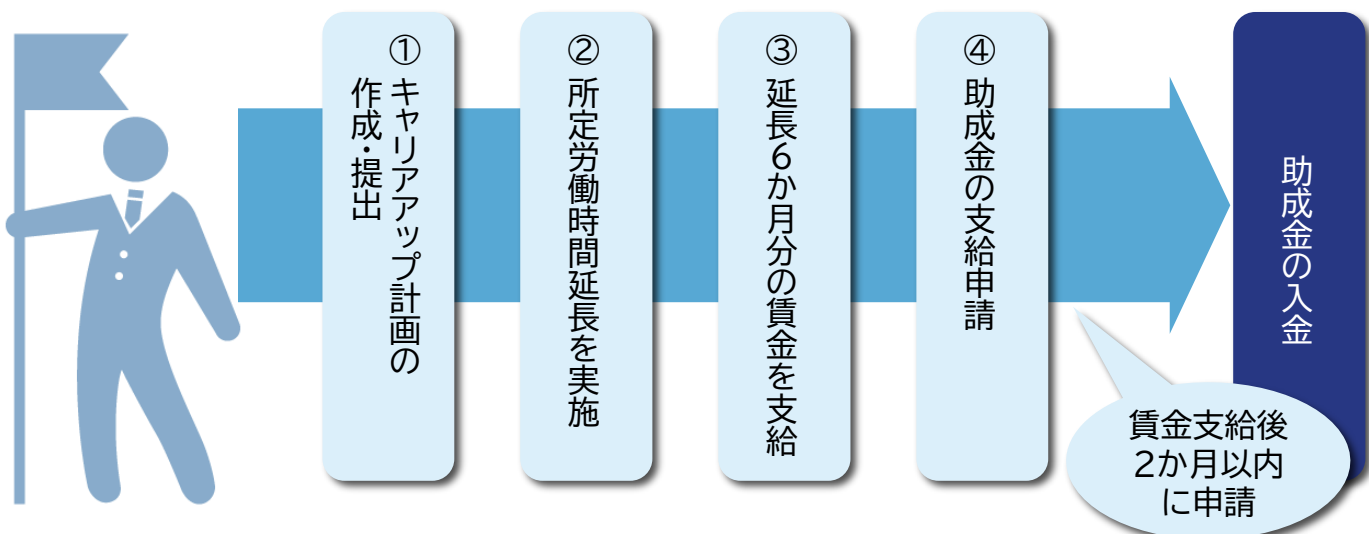 ① キャリアアップ計画の
作成・提出
② 所定労働時間延長を実施
③ 延長6か月分の賃金を支給
④ 助成金の支給申請
賃金支給後
2か月以内
に申請
助成金の入金